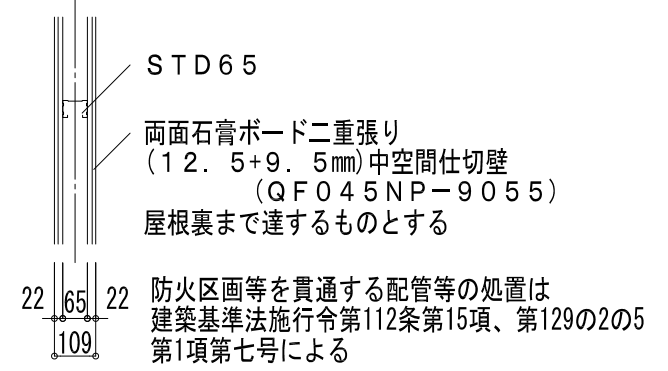 STD65
両面石膏ボード二重張り
(12.5+9.5㎜)中空間仕切壁
(QF045NP-9055)
屋根裏まで達するものとする
22 65 22
109
防火区画等を貫通する配管等の処置は
建築基準法施行令第112条第15項、第129の2の5
第1項第七号による